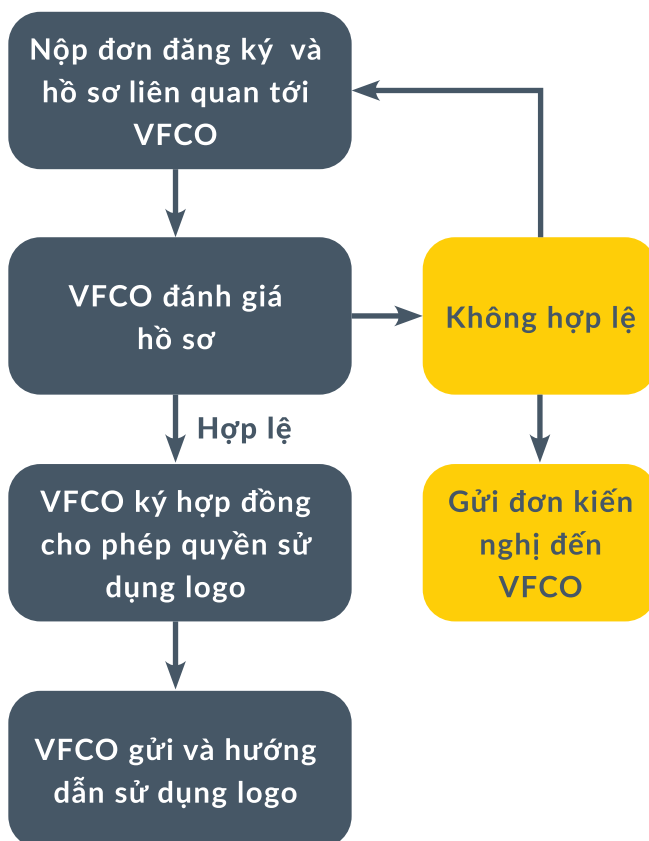 Nộp đơn đăng ký và
hồ sơ liên quan tới
VFCO
VFCO đánh giá
hồ sơ
Không hợp lệ
Hợp lệ
VFCO ký hợp đồng
cho phép quyền sử
dụng logo
Gửi đơn kiến
nghị đến
VFCO
VFCO gửi và hướng
dẫn sử dụng logo